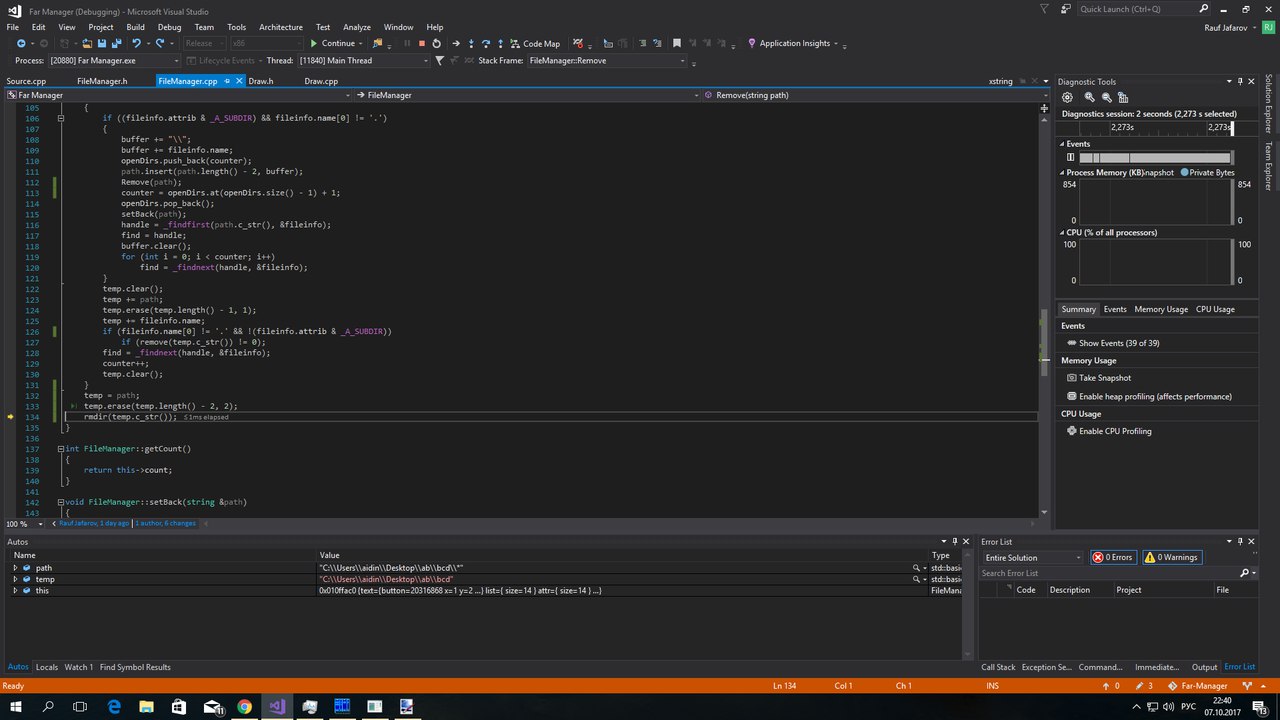 Far Manager (Debugging) - Microsoft Visual Studio
Quick Launch (Ctrl+Q)
File Edit View Project Build Debug Team Tools Architecture Test Analyze Window Help
Rauf Jafarov RJ
Release x86 Continue Code Map Application Insights
Process: [20880] Far Manager.exe Lifecycle Events Thread: [11840] Main Thread Stack Frame: FileManager::Remove
Source.cpp FileManager.h FileManager.cpp Draw.h Draw.cpp xstring
Far Manager FileManager Remove(string path)
105 {
106 if ((fileinfo.attrib & _A_SUBDIR) && fileinfo.name[0] != '.')
107 {
108 buffer += "\\";
109 buffer += fileinfo.name;
110 openDirs.push_back(counter);
111 path.insert(path.length() - 2, buffer);
112 Remove(path);
113 counter = openDirs.at(openDirs.size() - 1) + 1;
114 openDirs.pop_back();
115 setBack(path);
116 handle = _findfirst(path.c_str(), &fileinfo);
117 find = handle;
118 buffer.clear();
119 for (int i = 0; i < counter; i++)
120 find = _findnext(handle, &fileinfo);
121 }
122 temp.clear();
123 temp += path;
124 temp.erase(temp.length() - 1, 1);
125 temp += fileinfo.name;
126 if (fileinfo.name[0] != '.' && !(fileinfo.attrib & _A_SUBDIR))
127 if (remove(temp.c_str()) != 0);
128 find = _findnext(handle, &fileinfo);
129 counter++;
130 temp.clear();
131 }
132 temp = path;
133 temp.erase(temp.length() - 2, 2);
134 rmdir(temp.c_str()); 51ms elapsed
135 }
136
137 int FileManager::getCount()
138 {
139 return this->count;
140 }
141
142 void FileManager::setBack(string &path)
143 {
100 % Rauf Jafarov, 1 day ago | 1 author, 6 changes
Diagnostic Tools
Diagnostics session: 2 seconds (2,273 s selected)
2,273s 2,273s
Events
Process Memory (KB) Snapshot Private Bytes
854 854
0 0
CPU (% of all processors)
100 100
0 0
Summary Events Memory Usage CPU Usage
Events
Show Events (39 of 39)
Memory Usage
Take Snapshot
Enable heap profiling (affects performance)
CPU Usage
Enable CPU Profiling
Solution Explorer
Team Explorer
Autos
Name Value Type
path "C:\\Users\\aidin\\Desktop\\ab\\bcd\\*" std::basic
temp "C:\\Users\\aidin\\Desktop\\ab\\bcd" std::basic
this 0x010ffac0 {text={button=20316868 x=1 y=2 ...} list={ size=14 } attr={ size=14 } ...} FileMana
Autos Locals Watch 1 Find Symbol Results
Error List
Entire Solution 0 Errors 0 Warnings
Search Error List
Code Description Project File
Call Stack Exception Se... Command... Immediate... Output Error List
Ready Ln 134 Col 1 Ch 1 INS 0 3 Far-Manager
11 РУС 22:40 07.10.2017 13